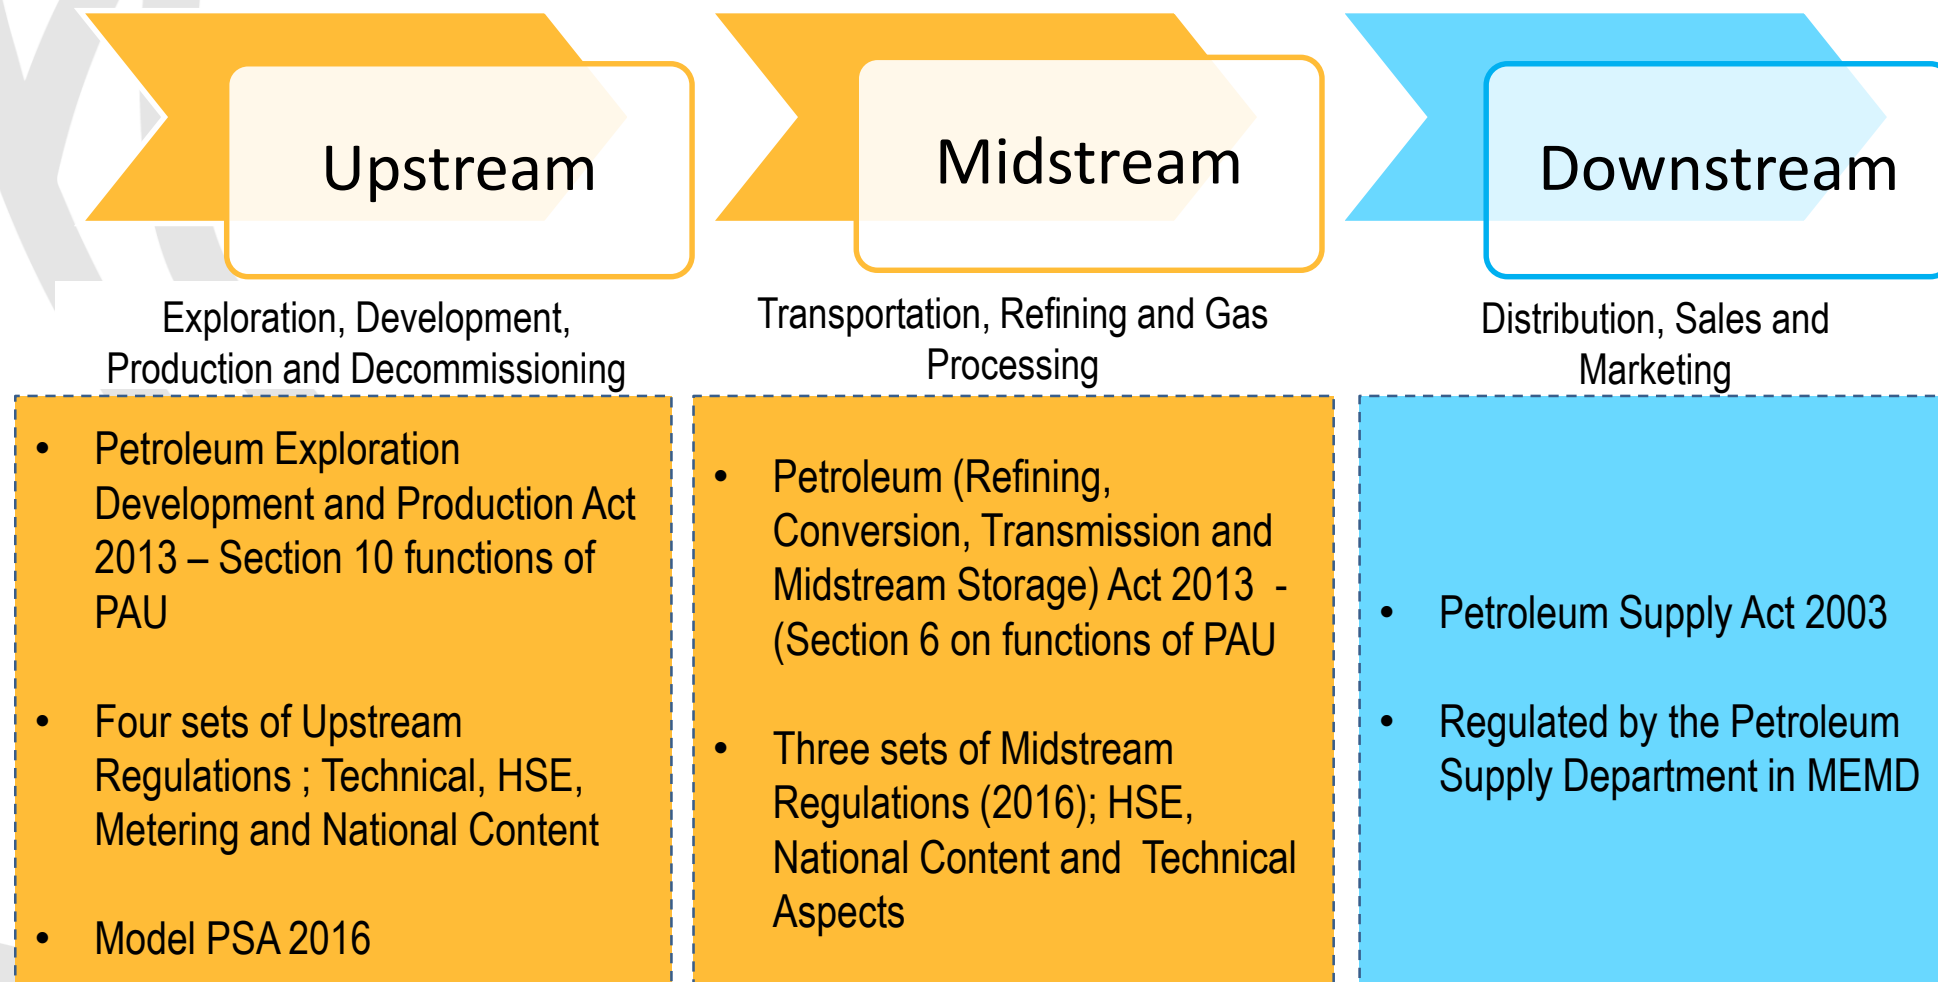 Upstream
Exploration, Development,
Production and Decommissioning
• Petroleum Exploration
Development and Production Act
2013 – Section 10 functions of
PAU
• Four sets of Upstream
Regulations ; Technical, HSE,
Metering and National Content
• Model PSA 2016
Midstream
Transportation, Refining and Gas
Processing
• Petroleum (Refining,
Conversion, Transmission and
Midstream Storage) Act 2013 -
(Section 6 on functions of PAU
• Three sets of Midstream
Regulations (2016); HSE,
National Content and Technical
Aspects
Downstream
Distribution, Sales and
Marketing
• Petroleum Supply Act 2003
• Regulated by the Petroleum
Supply Department in MEMD